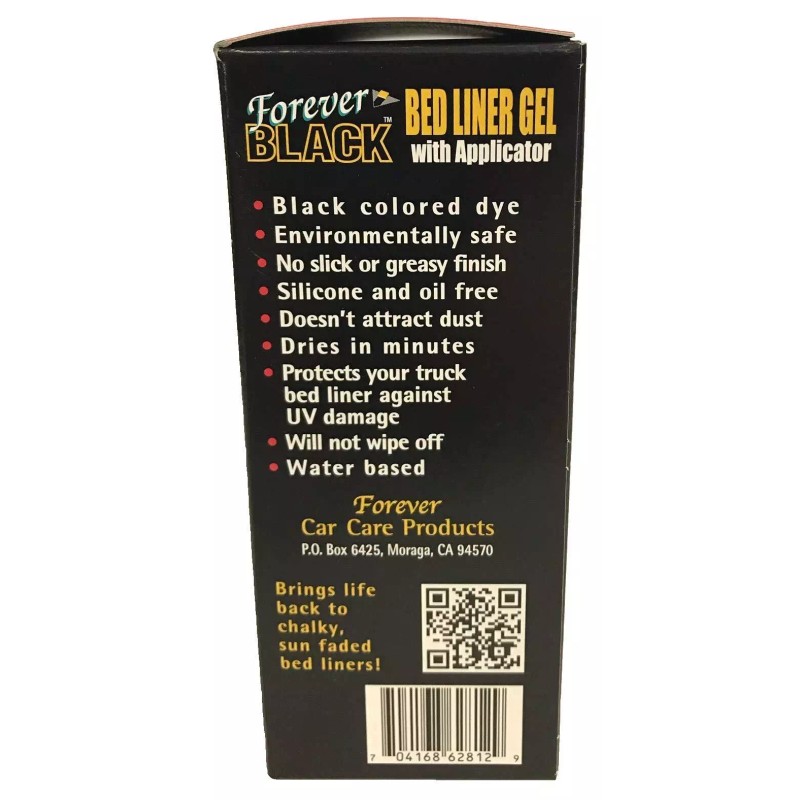 Forever BLACK™ BED LINER GEL
with Applicator
• Black colored dye
• Environmentally safe
• No slick or greasy finish
• Silicone and oil free
• Doesn't attract dust
• Dries in minutes
• Protects your truck
bed liner against
UV damage
• Will not wipe off
• Water based
Forever
Car Care Products
P.O. Box 6425, Moraga, CA 94570
Brings life
back to
chalky,
sun faded
bed liners!
7 04168 62812 9